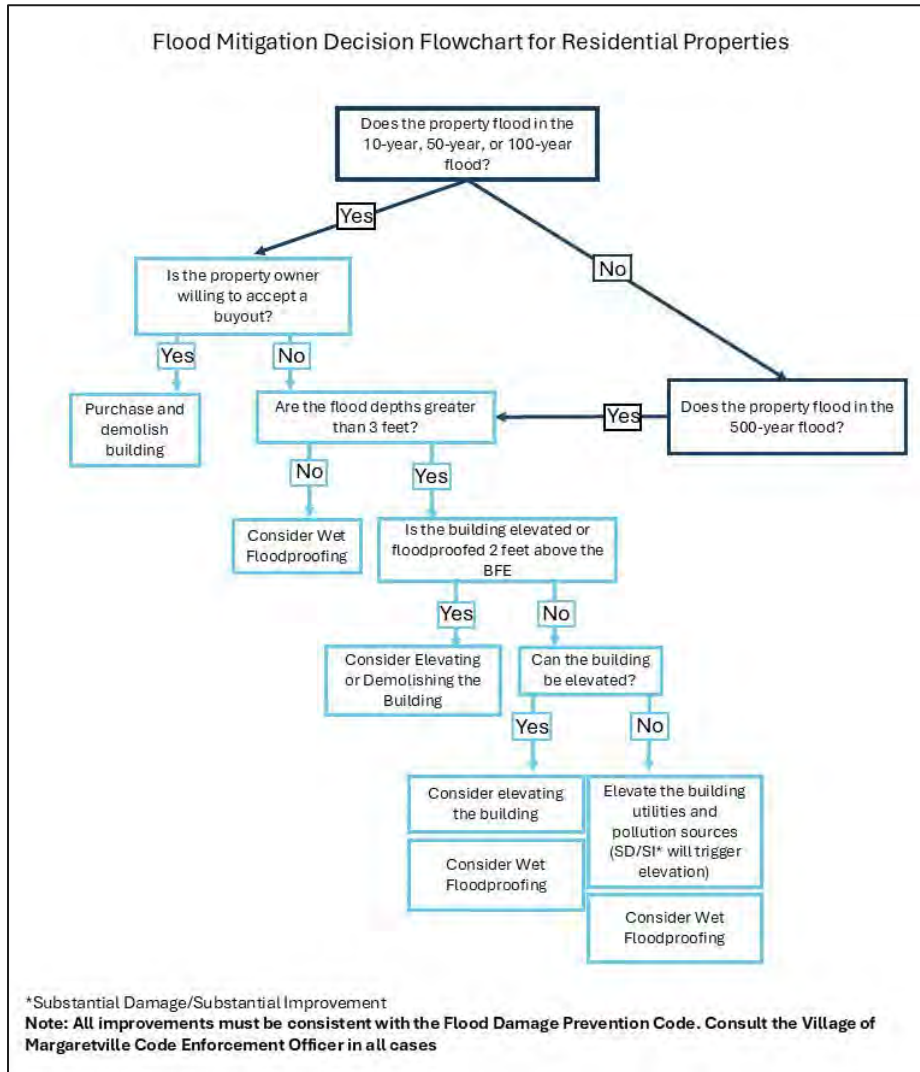 Flood Mitigation Decision Flowchart for Residential Properties
Does the property flood in the
10-year, 50-year, or 100-year
flood?
Yes
No
Is the property owner
willing to accept a
buyout?
Yes
No
Purchase and
demolish
building
Are the flood depths greater
than 3 feet?
Yes
Does the property flood in the
500-year flood?
No
Yes
Consider Wet
Floodproofing
Is the building elevated or
floodproofed 2 feet above the
BFE
Yes
No
Consider Elevating
or Demolishing the
Building
Can the building
be elevated?
Yes
No
Consider elevating
the building
Consider Wet
Floodproofing
Elevate the building
utilities and
pollution sources
(SD/SI* will trigger
elevation)
Consider Wet
Floodproofing
*Substantial Damage/Substantial Improvement
Note: All improvements must be consistent with the Flood Damage Prevention Code. Consult the Village of
Margaretville Code Enforcement Officer in all cases